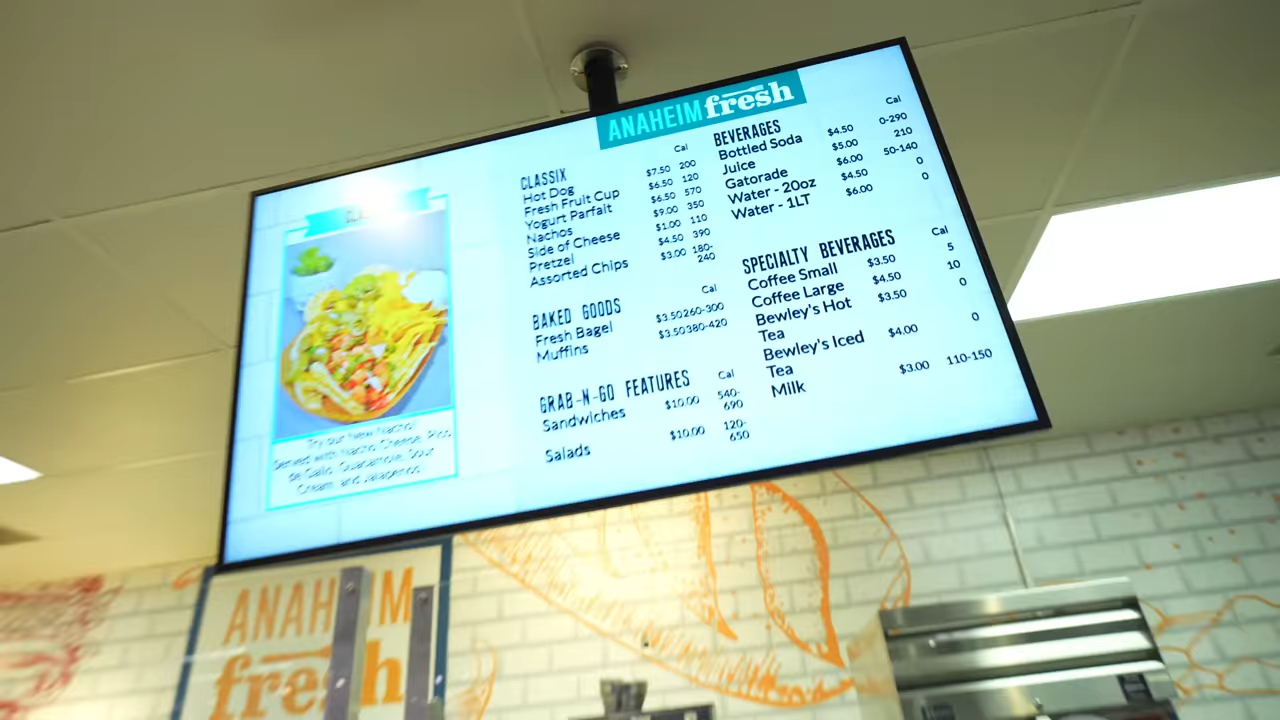 ANAHEIM fresh
CLASSIX Cal
Hot Dog $7.50 200
Fresh Fruit Cup $6.50 120
Yogurt Parfait $6.50 570
Nachos $9.00 350
Side of Cheese $1.00 110
Pretzel $4.50 390
Assorted Chips $3.00 180-
240
BAKED GOODS Cal
Fresh Bagel $3.50 260-300
Muffins $3.50 380-420
GRAB-N-GO FEATURES Cal
Sandwiches $10.00 540-
690
Salads $10.00 120-
650
BEVERAGES Cal
Bottled Soda $4.50 0-290
Juice $5.00 210
Gatorade $6.00 50-140
Water - 20oz $4.50 0
Water - 1LT $6.00 0
SPECIALTY BEVERAGES Cal
Coffee Small $3.50 5
Coffee Large $4.50 10
Bewley's Hot $3.50 0
Tea
Bewley's Iced $4.00 0
Tea
Milk $3.00 110-150
Try our New Nacho!
Served with Nacho Cheese, Pico
de Gallo, Guacamole, Sour
Cream, and Jalapenos
ANAHEIM
fresh